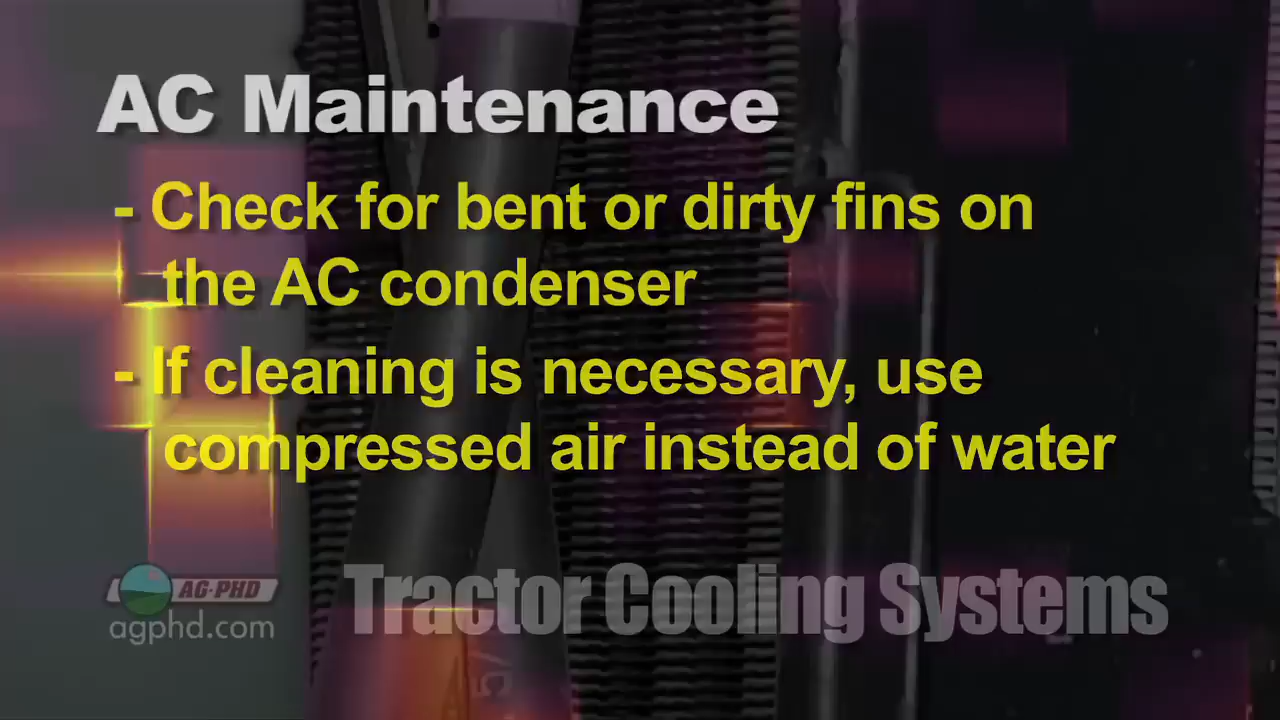 AC Maintenance
- Check for bent or dirty fins on
the AC condenser
- If cleaning is necessary, use
compressed air instead of water
AG-PHD
agphd.com
Tractor Cooling Systems